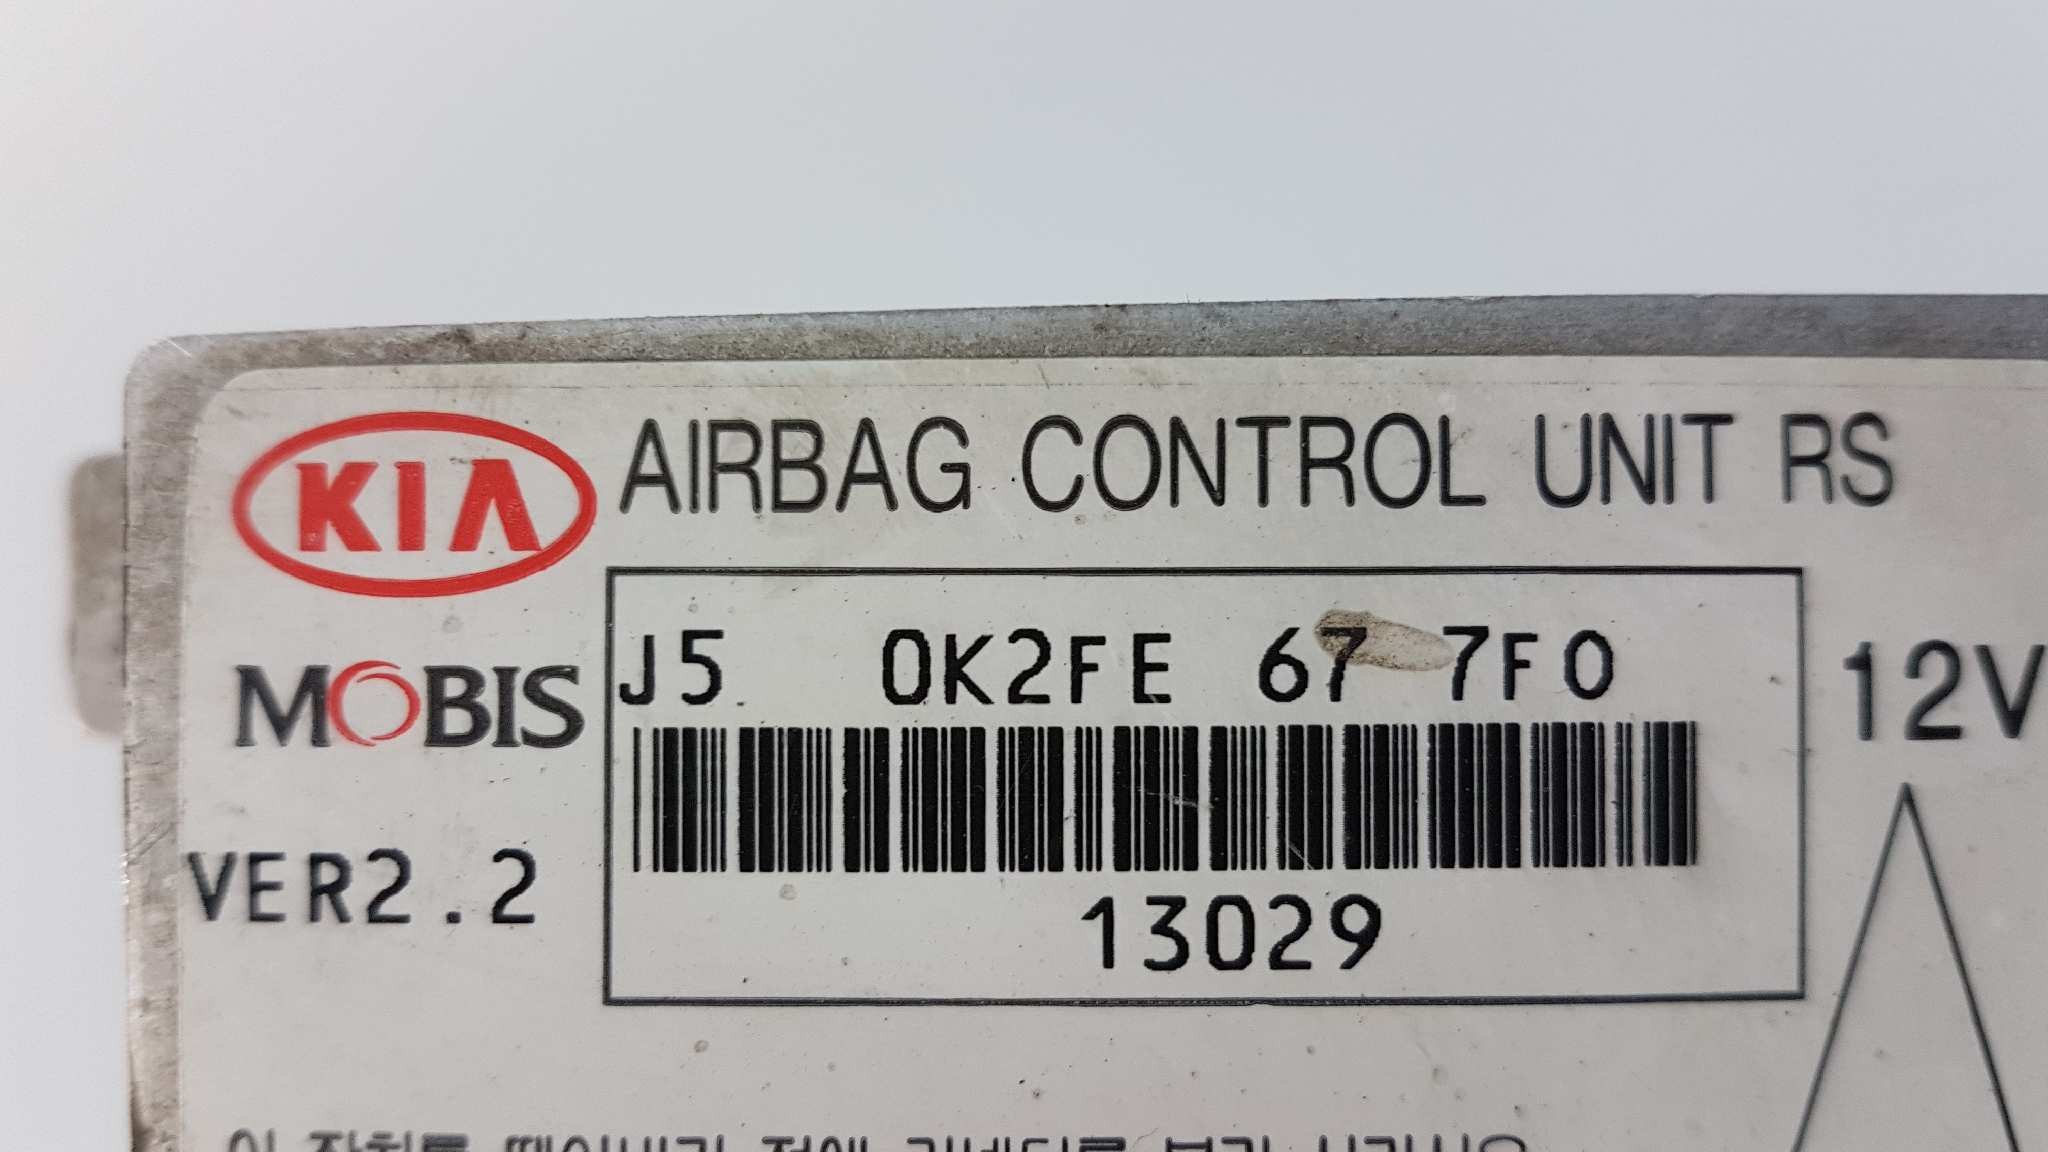 KIA AIRBAG CONTROL UNIT RS
J5 0K2FE 67 7F0
MOBIS
12V
VER2.2
13029